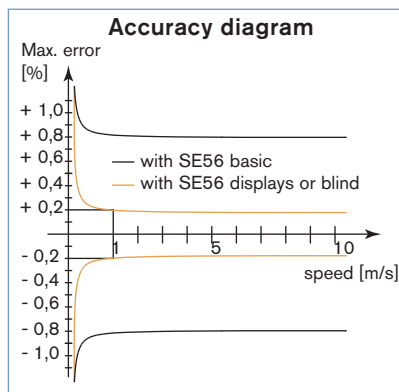 Accuracy diagram
Max. error
[%]
+ 1,0
+ 0,8
+ 0,6
— with SE56 basic
+ 0,4
— with SE56 displays or blind
+ 0,2
1 5 10
- 0,2
speed [m/s]
- 0,4
- 0,6
- 0,8
- 1,0